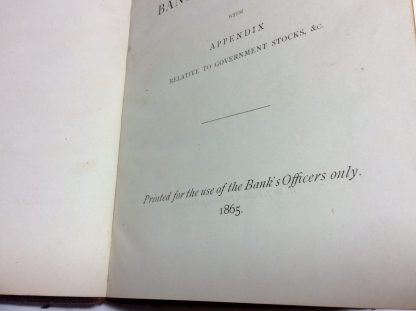 WITH
APPENDIX
RELATIVE TO GOVERNMENT STOCKS, &C.
Printed for the use of the Bank's Officers only.
1865.